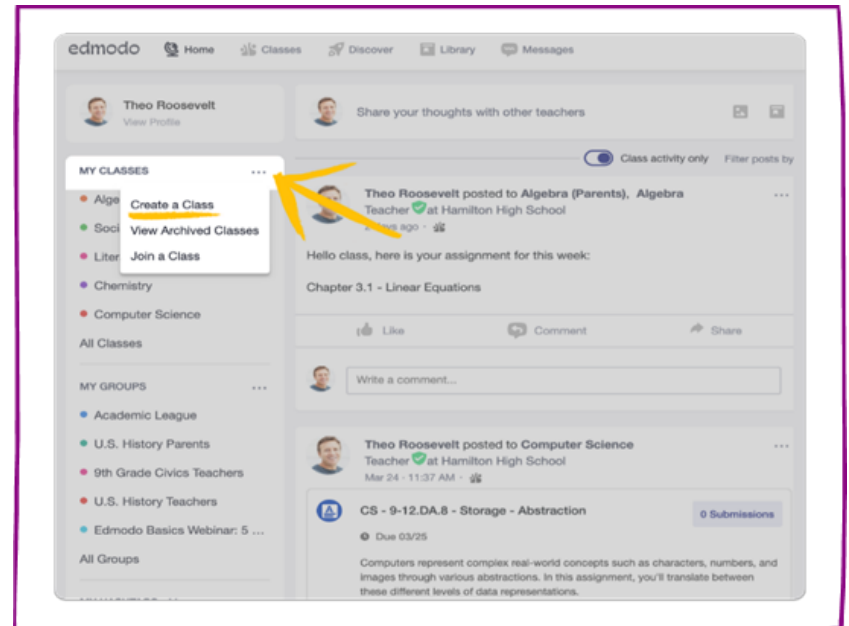 edmodo Home Classes Discover Library Messages
Theo Roosevelt
View Profile
Share your thoughts with other teachers
Class activity only Filter posts by
MY CLASSES ...
Create a Class
View Archived Classes
Join a Class
Alge
Soci
Liter
Chemistry
Computer Science
All Classes
MY GROUPS ...
Academic League
U.S. History Parents
9th Grade Civics Teachers
U.S. History Teachers
Edmodo Basics Webinar: 5 ...
All Groups
Theo Roosevelt posted to Algebra (Parents), Algebra ...
Teacher at Hamilton High School
ays ago ·
Hello class, here is your assignment for this week:
Chapter 3.1 - Linear Equations
Like Comment Share
Write a comment...
Theo Roosevelt posted to Computer Science ...
Teacher at Hamilton High School
Mar 24 · 11:37 AM ·
CS - 9-12.DA.8 - Storage - Abstraction
0 Submissions
Due 03/25
Computers represent complex real-world concepts such as characters, numbers, and
images through various abstractions. In this assignment, you'll translate between
these different levels of data representations.